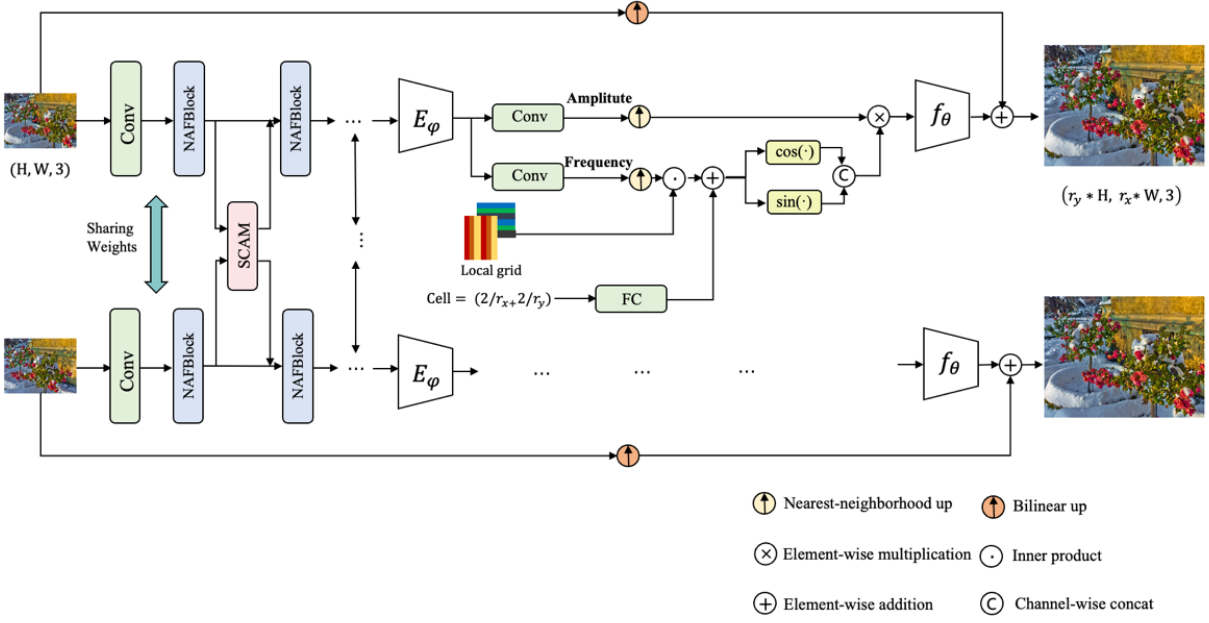 (H, W, 3)
Conv
NAFBlock
NAFBlock
...
E_φ
Conv
Amplitute
Conv
Frequency
cos(·)
sin(·)
C
f_θ
(r_y * H, r_x * W, 3)
Sharing
Weights
SCAM
...
Local grid
Cell = (2/r_x+2/r_y)
FC
Conv
NAFBlock
NAFBlock
...
E_φ
...
...
...
f_θ
Nearest-neighborhood up
Bilinear up
Element-wise multiplication
Inner product
Element-wise addition
C
Channel-wise concat